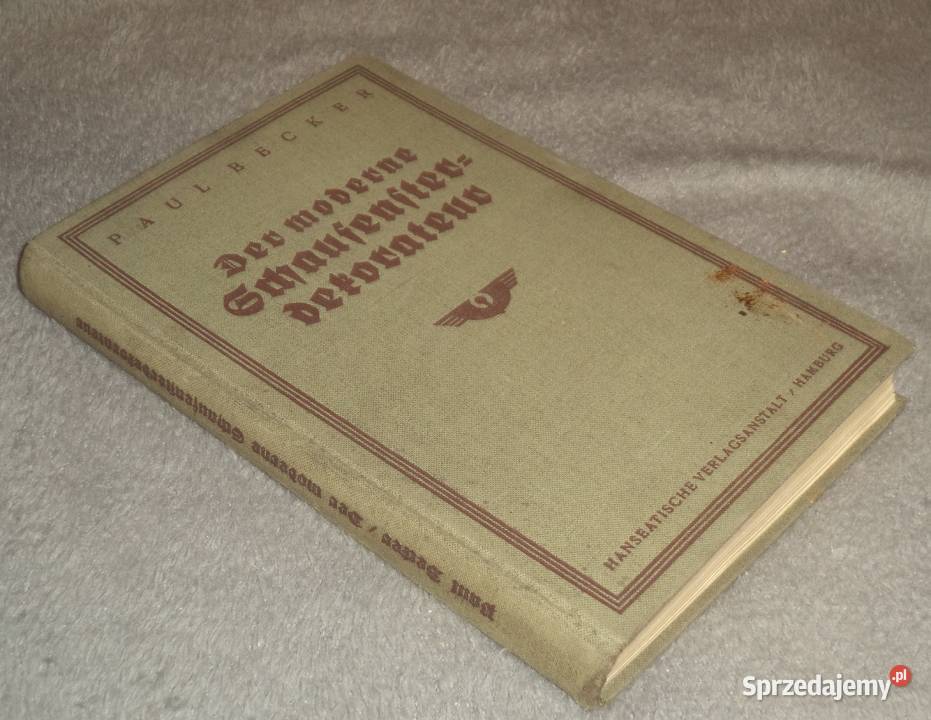 PAUL BECKER
Der moderne
Schaufenster-
dekorateur
HANSEATISCHE VERLAGSANSTALT / HAMBURG
Paul Becker / Der moderne Schaufensterdekorateur
Sprzedajemy.pl